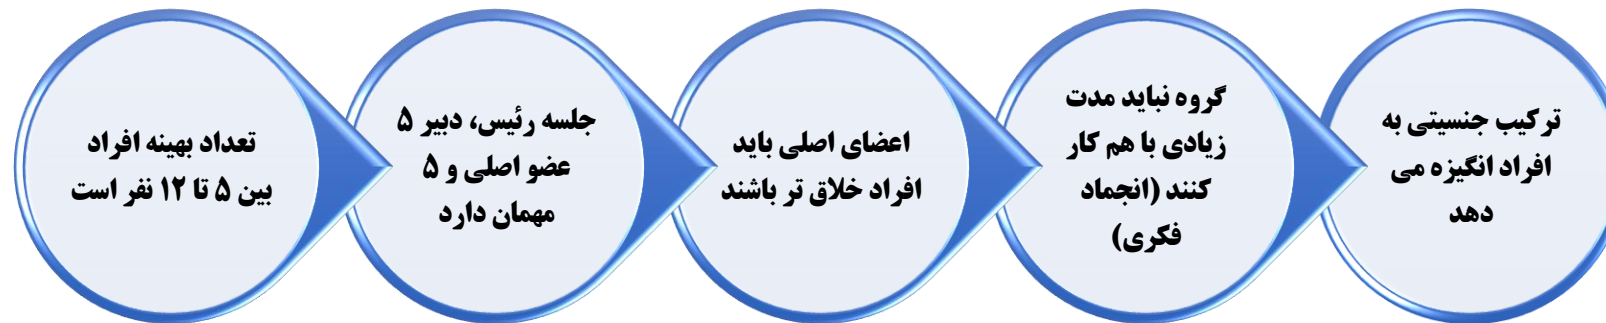 تعداد بهینه افراد
بین ۵ تا ۱۲ نفر است
جلسه رئیس، دبیر ۵
عضو اصلی و ۵
مهمان دارد
اعضای اصلی باید
افراد خلاق تر باشند
گروه نباید مدت
زیادی با هم کار
کنند (انجماد
فکری)
ترکیب جنسیتی به
افراد انگیزه می
دهد